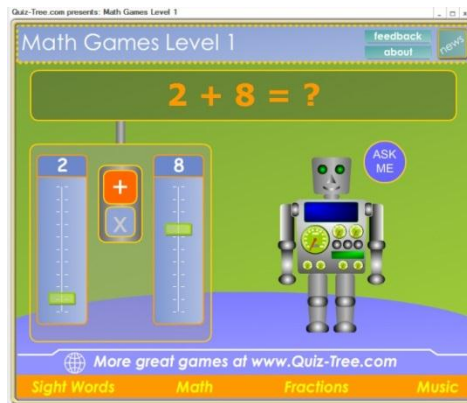 Quiz-Tree.com presents: Math Games Level 1
Math Games Level 1
feedback
about
news
2 + 8 = ?
2
8
+
x
ASK
ME
More great games at www.Quiz-Tree.com
Sight Words Math Fractions Music